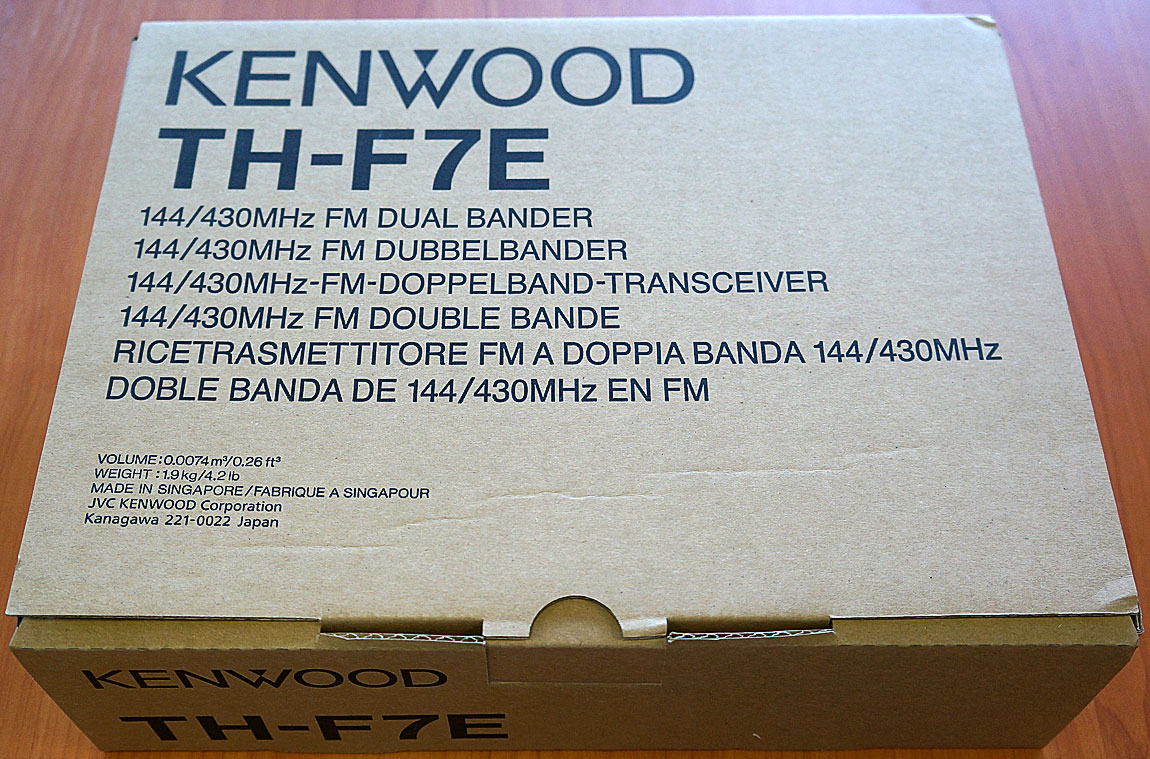 KENWOOD
TH-F7E
144/430MHz FM DUAL BANDER
144/430MHz FM DUBBELBANDER
144/430MHz-FM-DOPPELBAND-TRANSCEIVER
144/430MHz FM DOUBLE BANDE
RICETRASMETTITORE FM A DOPPIA BANDA 144/430MHz
DOBLE BANDA DE 144/430MHz EN FM
VOLUME:0.0074m³/0.26 ft³
WEIGHT :1.9kg/4.2 lb
MADE IN SINGAPORE/FABRIQUE A SINGAPOUR
JVC KENWOOD Corporation
Kanagawa 221-0022 Japan
KENWOOD
TH-F7E